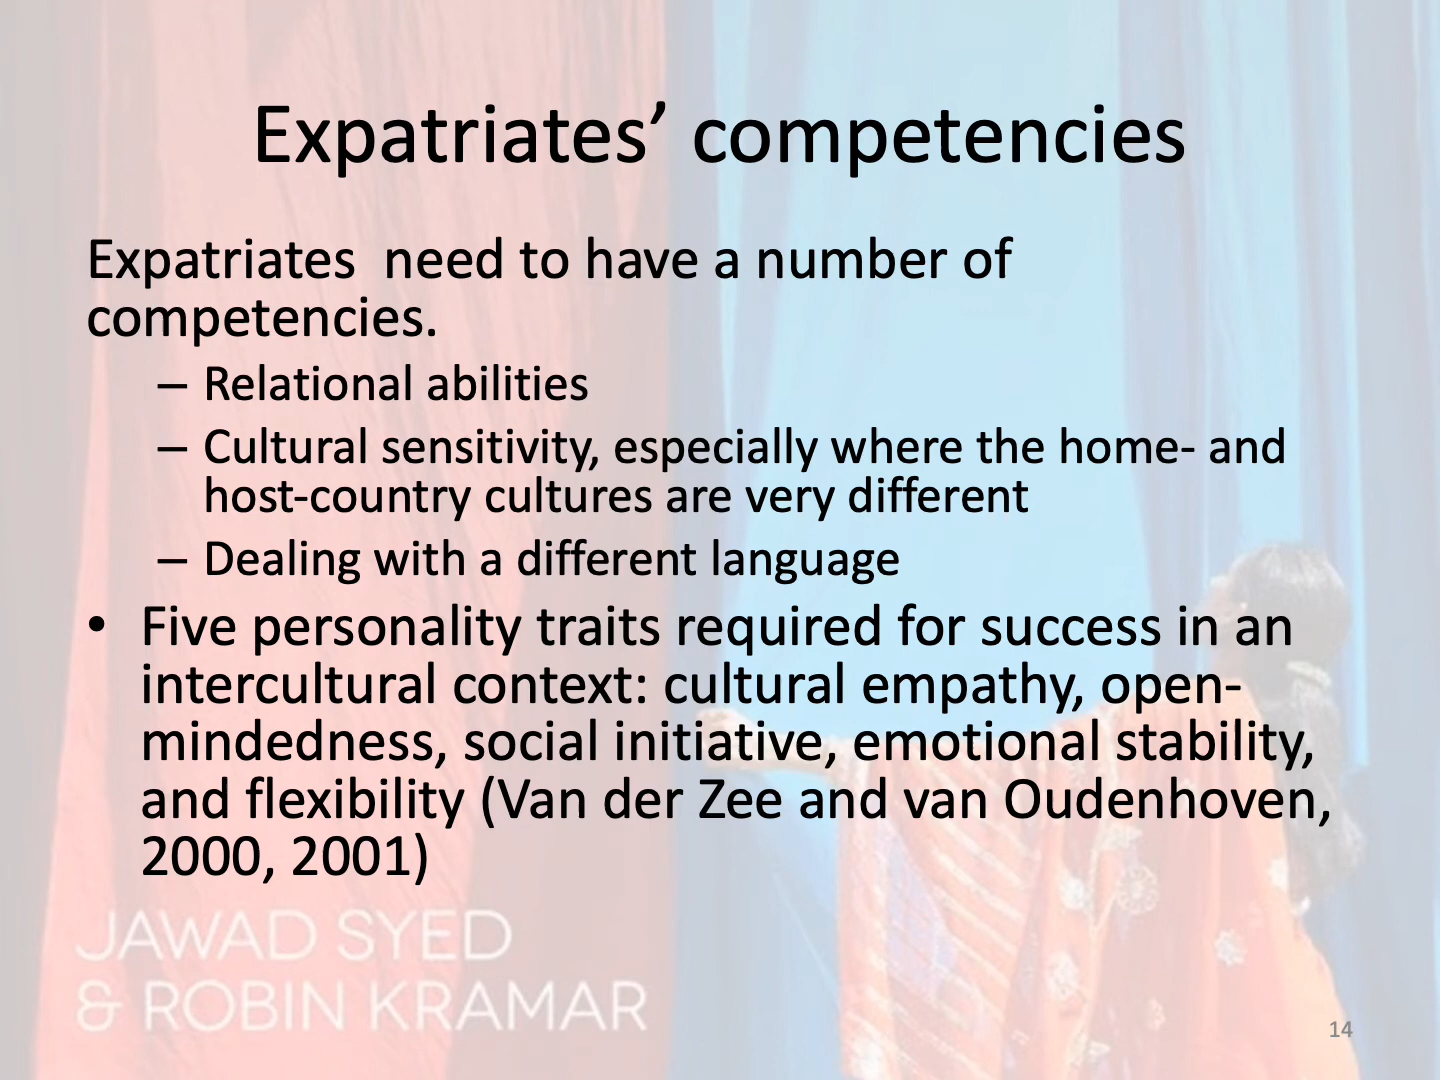 Expatriates’ competencies
Expatriates  need to have a number of
competencies.
– Relational abilities
– Cultural sensitivity, especially where the home- and
host-country cultures are very different
– Dealing with a different language
• Five personality traits required for success in an
intercultural context: cultural empathy, open-
mindedness, social initiative, emotional stability,
and flexibility (Van der Zee and van Oudenhoven,
2000, 2001)
JAWAD SYED
& ROBIN KRAMAR
14